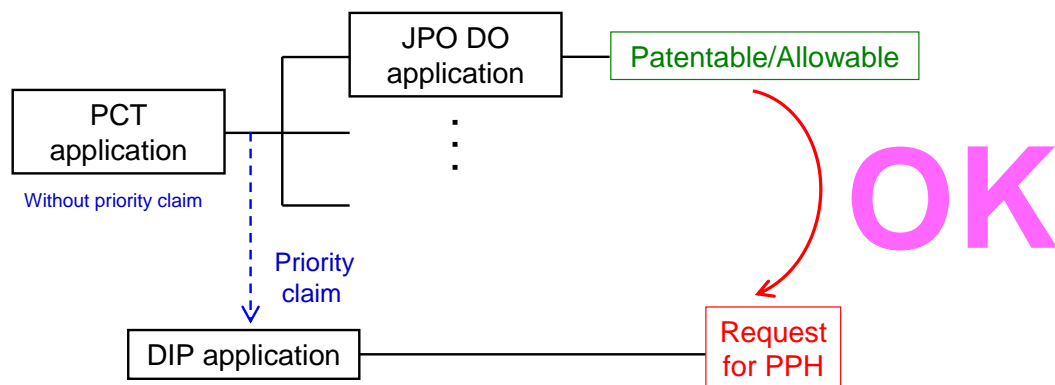 JPO DO
application
Patentable/Allowable
PCT
application
Without priority claim
OK
Priority
claim
DIP application
Request
for PPH